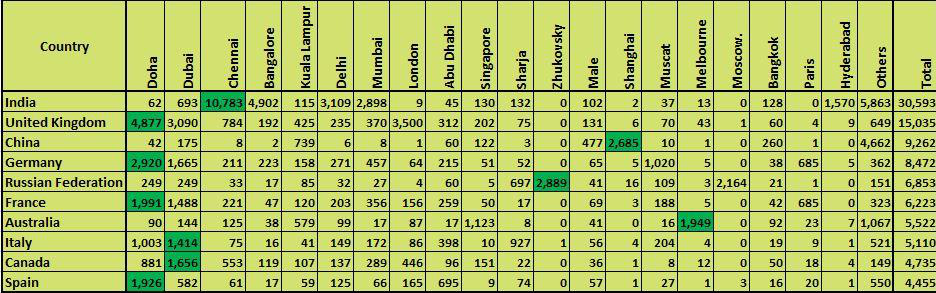 Country Doha Dubai Chennai Bangalore Kuala Lampur Delhi Mumbai London Abu Dhabi Singapore Sharja Zhukovsky Male Shanghai Muscat Melbourne Moscow. Bangkok Paris Hyderabad Others Total
India 62 693 10,783 4,902 115 3,109 2,898 9 45 130 132 0 102 2 37 13 0 128 0 1,570 5,863 30,593
United Kingdom 4,877 3,090 784 192 425 235 370 3,500 312 202 75 0 131 6 70 43 1 60 4 9 649 15,035
China 42 175 8 2 739 6 8 1 60 122 3 0 477 2,685 10 1 0 260 1 0 4,662 9,262
Germany 2,920 1,665 211 223 158 271 457 64 215 51 52 0 65 5 1,020 5 0 38 685 5 362 8,472
Russian Federation 249 249 33 17 85 32 27 4 60 5 697 2,889 41 16 109 3 2,164 21 1 0 151 6,853
France 1,991 1,488 221 47 120 203 356 156 259 50 17 0 69 3 188 5 0 42 685 0 323 6,223
Australia 90 144 125 38 579 99 17 87 17 1,123 8 0 41 0 16 1,949 0 92 23 7 1,067 5,522
Italy 1,003 1,414 75 16 41 149 172 86 398 10 927 1 56 4 204 4 0 19 9 1 521 5,110
Canada 881 1,656 553 119 107 137 289 446 96 151 22 0 36 1 8 12 0 50 18 4 149 4,735
Spain 1,926 582 61 17 59 125 66 165 695 9 74 0 57 1 27 1 3 16 20 1 550 4,455